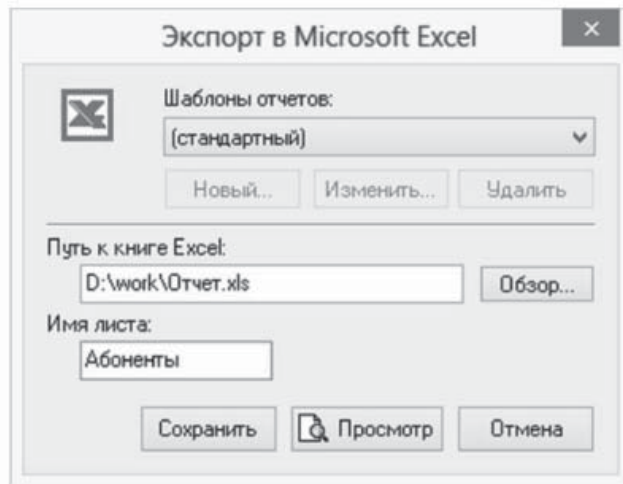 Экспорт в Microsoft Excel
Шаблоны отчетов:
(стандартный)
Новый... Изменить... Удалить
Путь к книге Excel:
D:\work\Отчет.xls Обзор...
Имя листа:
Абоненты
Сохранить Просмотр Отмена